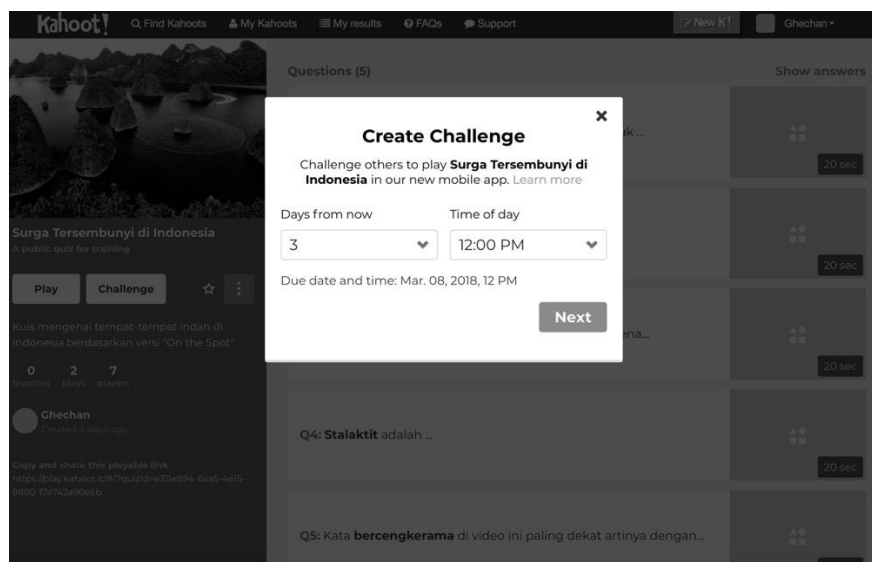 Kahoot!
Find Kahoots
My Kahoots
My results
FAQs
Support
New K!
Ghechan
Questions (5)
Show answers
uk ...
20 sec
20 sec
ena...
20 sec
Q4: Stalaktit adalah ...
20 sec
Q5: Kata bercengkerama di video ini paling dekat artinya dengan...
Create Challenge
Challenge others to play Surga Tersembunyi di
Indonesia in our new mobile app. Learn more
Days from now
Time of day
3
12:00 PM
Due date and time: Mar. 08, 2018, 12 PM
Next
Surga Tersembunyi di Indonesia
A public quiz for training
Play
Challenge
Kuis mengenai tempat-tempat indah di
Indonesia berdasarkan versi "On the Spot"
0 2 7
favorites plays players
Ghechan
Created 4 days ago
Copy and share this playable link